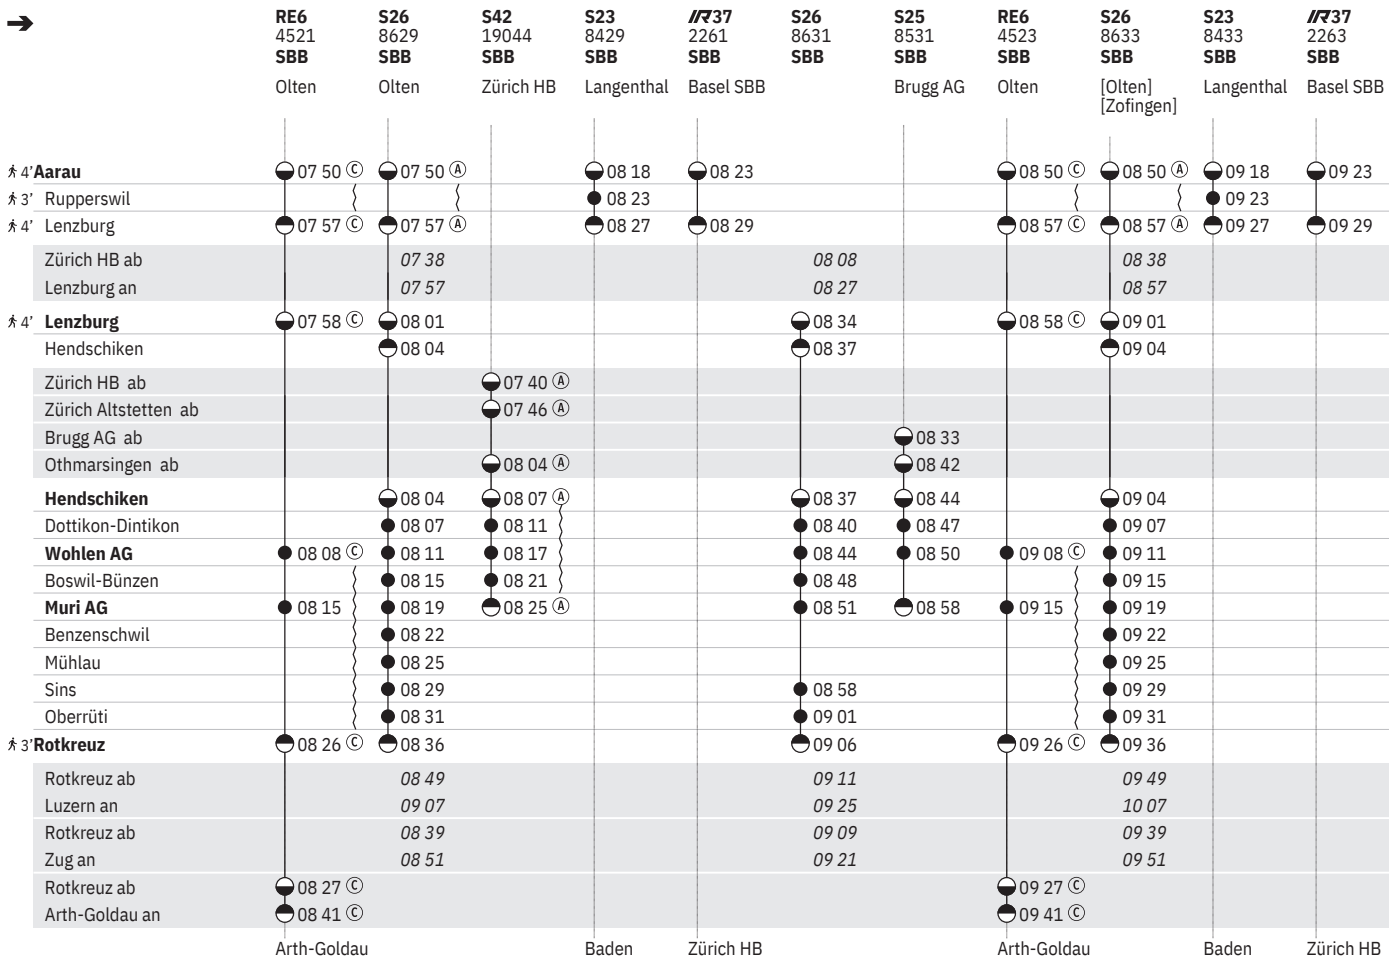 ➔ RE6 S26 S42 S23 IR37 S26 S25 RE6 S26 S23 IR37
4521 8629 19044 8429 2261 8631 8531 4523 8633 8433 2263
SBB SBB SBB SBB SBB SBB SBB SBB SBB SBB SBB
Olten Olten Zürich HB Langenthal Basel SBB Brugg AG Olten [Olten] Langenthal Basel SBB
[Zofingen]
4' Aarau 07 50 Ⓒ 07 50 Ⓐ 08 18 08 23 08 50 Ⓒ 08 50 Ⓐ 09 18 09 23
3' Rupperswil 08 23 09 23
4' Lenzburg 07 57 Ⓒ 07 57 Ⓐ 08 27 08 29 08 57 Ⓒ 08 57 Ⓐ 09 27 09 29
Zürich HB ab 07 38 08 08 08 38
Lenzburg an 07 57 08 27 08 57
4' Lenzburg 07 58 Ⓒ 08 01 08 34 08 58 Ⓒ 09 01
Hendschiken 08 04 08 37 09 04
Zürich HB ab 07 40 Ⓐ
Zürich Altstetten ab 07 46 Ⓐ
Brugg AG ab 08 33
Othmarsingen ab 08 04 Ⓐ 08 42
Hendschiken 08 04 08 07 Ⓐ 08 37 08 44 09 04
Dottikon-Dintikon 08 07 08 11 08 40 08 47 09 07
Wohlen AG 08 08 Ⓒ 08 11 08 17 08 44 08 50 09 08 Ⓒ 09 11
Boswil-Bünzen 08 15 08 21 08 48 09 15
Muri AG 08 15 08 19 08 25 Ⓐ 08 51 08 58 09 15 09 19
Benzenschwil 08 22 09 22
Mühlau 08 25 09 25
Sins 08 29 08 58 09 29
Oberrüti 08 31 09 01 09 31
3' Rotkreuz 08 26 Ⓒ 08 36 09 06 09 26 Ⓒ 09 36
Rotkreuz ab 08 49 09 11 09 49
Luzern an 09 07 09 25 10 07
Rotkreuz ab 08 39 09 09 09 39
Zug an 08 51 09 21 09 51
Rotkreuz ab 08 27 Ⓒ 09 27 Ⓒ
Arth-Goldau an 08 41 Ⓒ 09 41 Ⓒ
Arth-Goldau Baden Zürich HB Arth-Goldau Baden Zürich HB